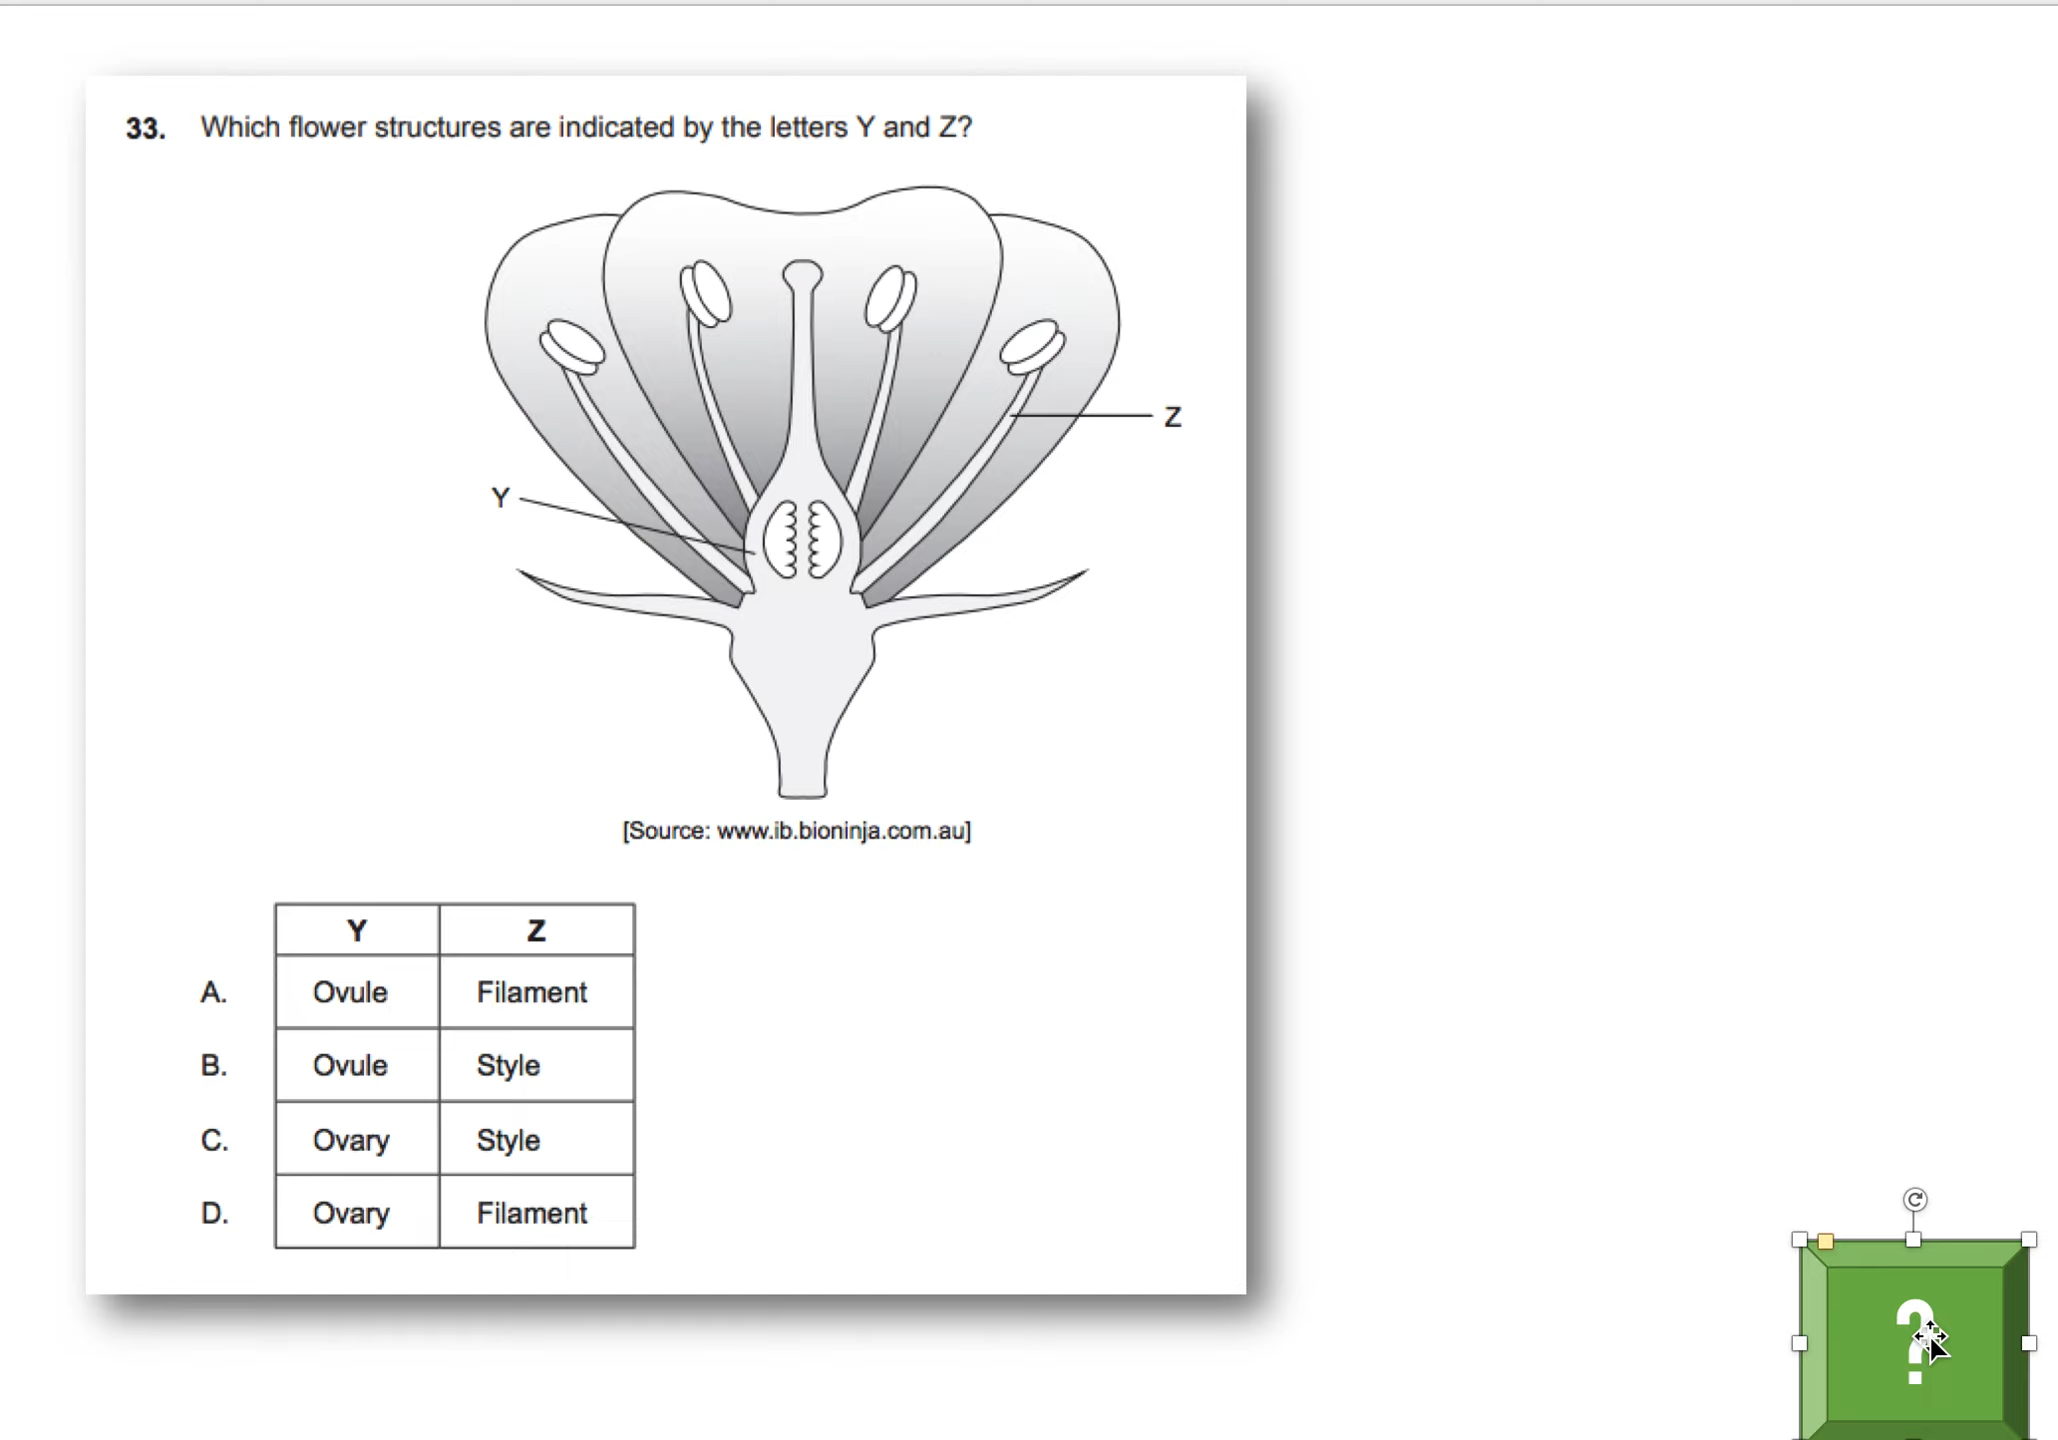 33. Which flower structures are indicated by the letters Y and Z?
Z
Y
[Source: www.ib.bioninja.com.au]
Y Z
A. Ovule Filament
B. Ovule Style
C. Ovary Style
D. Ovary Filament
?